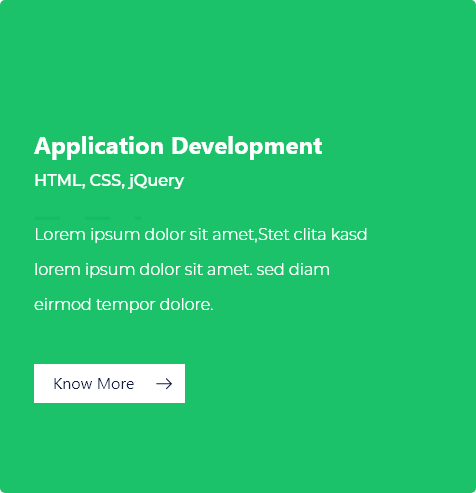 Application Development
HTML, CSS, jQuery
Lorem ipsum dolor sit amet,Stet clita kasd
lorem ipsum dolor sit amet. sed diam
eirmod tempor dolore.
Know More